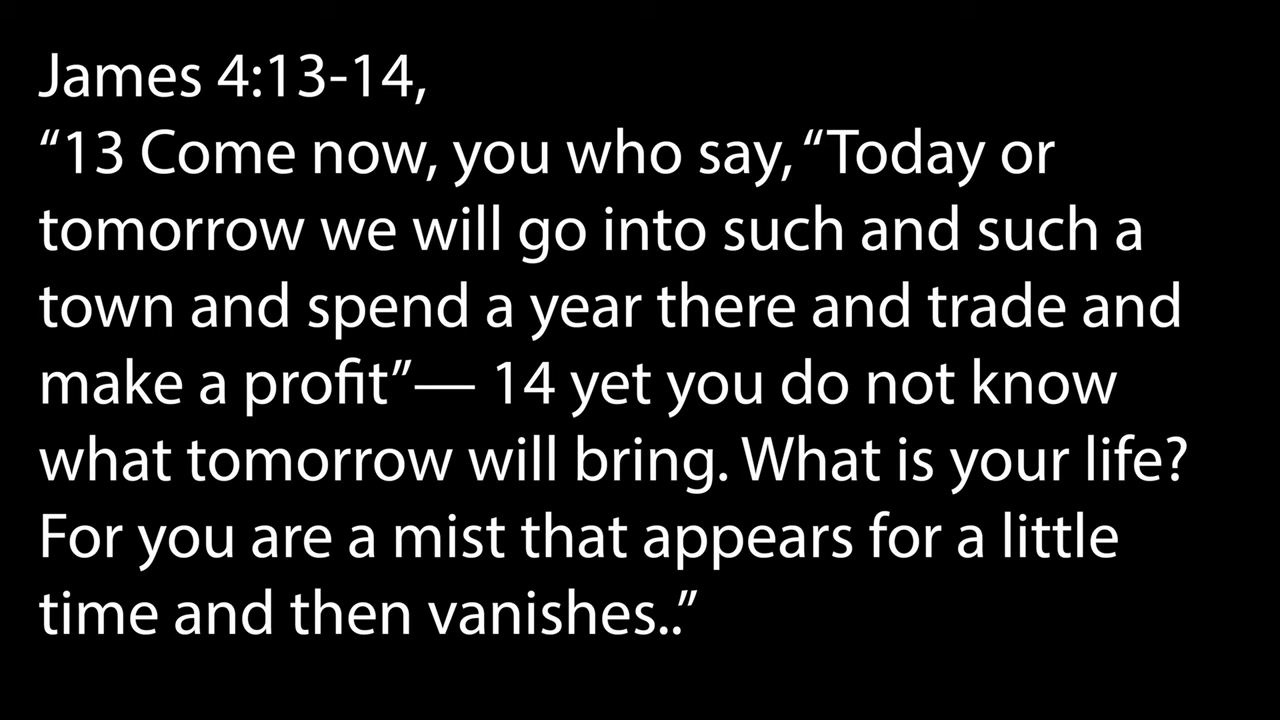 James 4:13-14,
“13 Come now, you who say, “Today or
tomorrow we will go into such and such a
town and spend a year there and trade and
make a profit”— 14 yet you do not know
what tomorrow will bring. What is your life?
For you are a mist that appears for a little
time and then vanishes..”